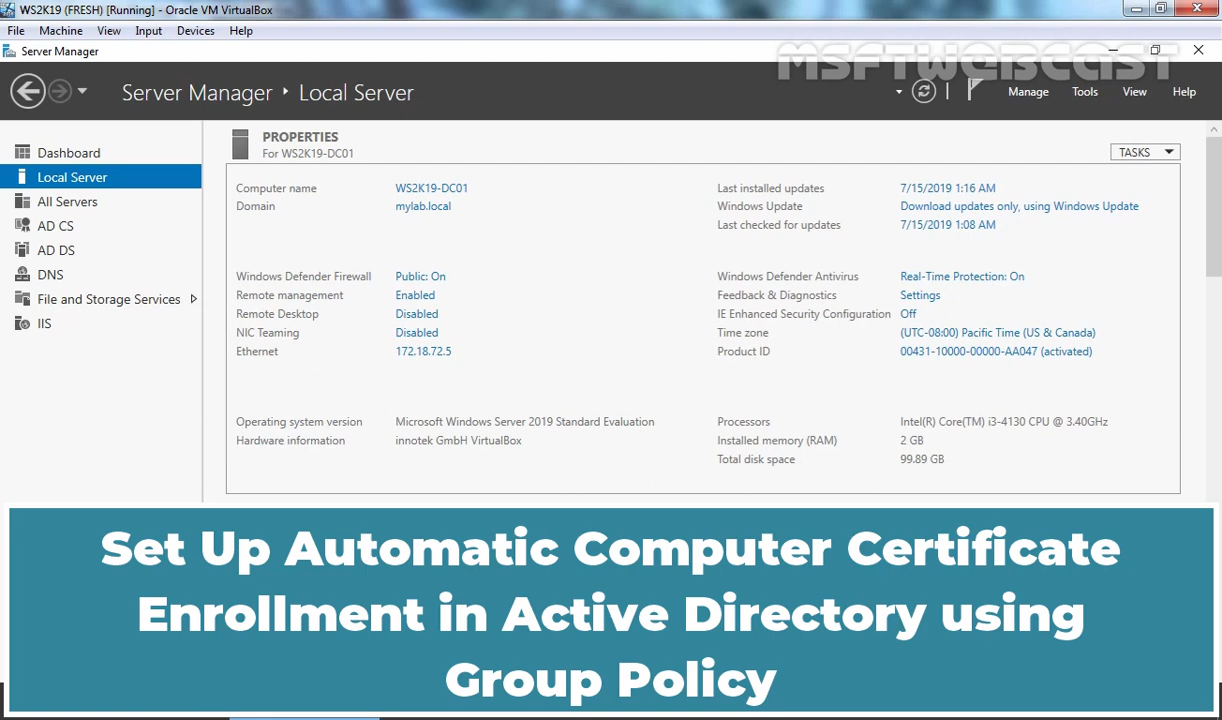 WS2K19 (FRESH) [Running] - Oracle VM VirtualBox
File Machine View Input Devices Help
Server Manager
MSFTWEBCAST
Server Manager ‣ Local Server
Manage Tools View Help
Dashboard
Local Server
All Servers
AD CS
AD DS
DNS
File and Storage Services
IIS
PROPERTIES
For WS2K19-DC01
TASKS
Computer name WS2K19-DC01
Domain mylab.local
Last installed updates 7/15/2019 1:16 AM
Windows Update Download updates only, using Windows Update
Last checked for updates 7/15/2019 1:08 AM
Windows Defender Firewall Public: On
Remote management Enabled
Remote Desktop Disabled
NIC Teaming Disabled
Ethernet 172.18.72.5
Windows Defender Antivirus Real-Time Protection: On
Feedback & Diagnostics Settings
IE Enhanced Security Configuration Off
Time zone (UTC-08:00) Pacific Time (US & Canada)
Product ID 00431-10000-00000-AA047 (activated)
Operating system version Microsoft Windows Server 2019 Standard Evaluation
Hardware information innotek GmbH VirtualBox
Processors Intel(R) Core(TM) i3-4130 CPU @ 3.40GHz
Installed memory (RAM) 2 GB
Total disk space 99.89 GB
Set Up Automatic Computer Certificate
Enrollment in Active Directory using
Group Policy